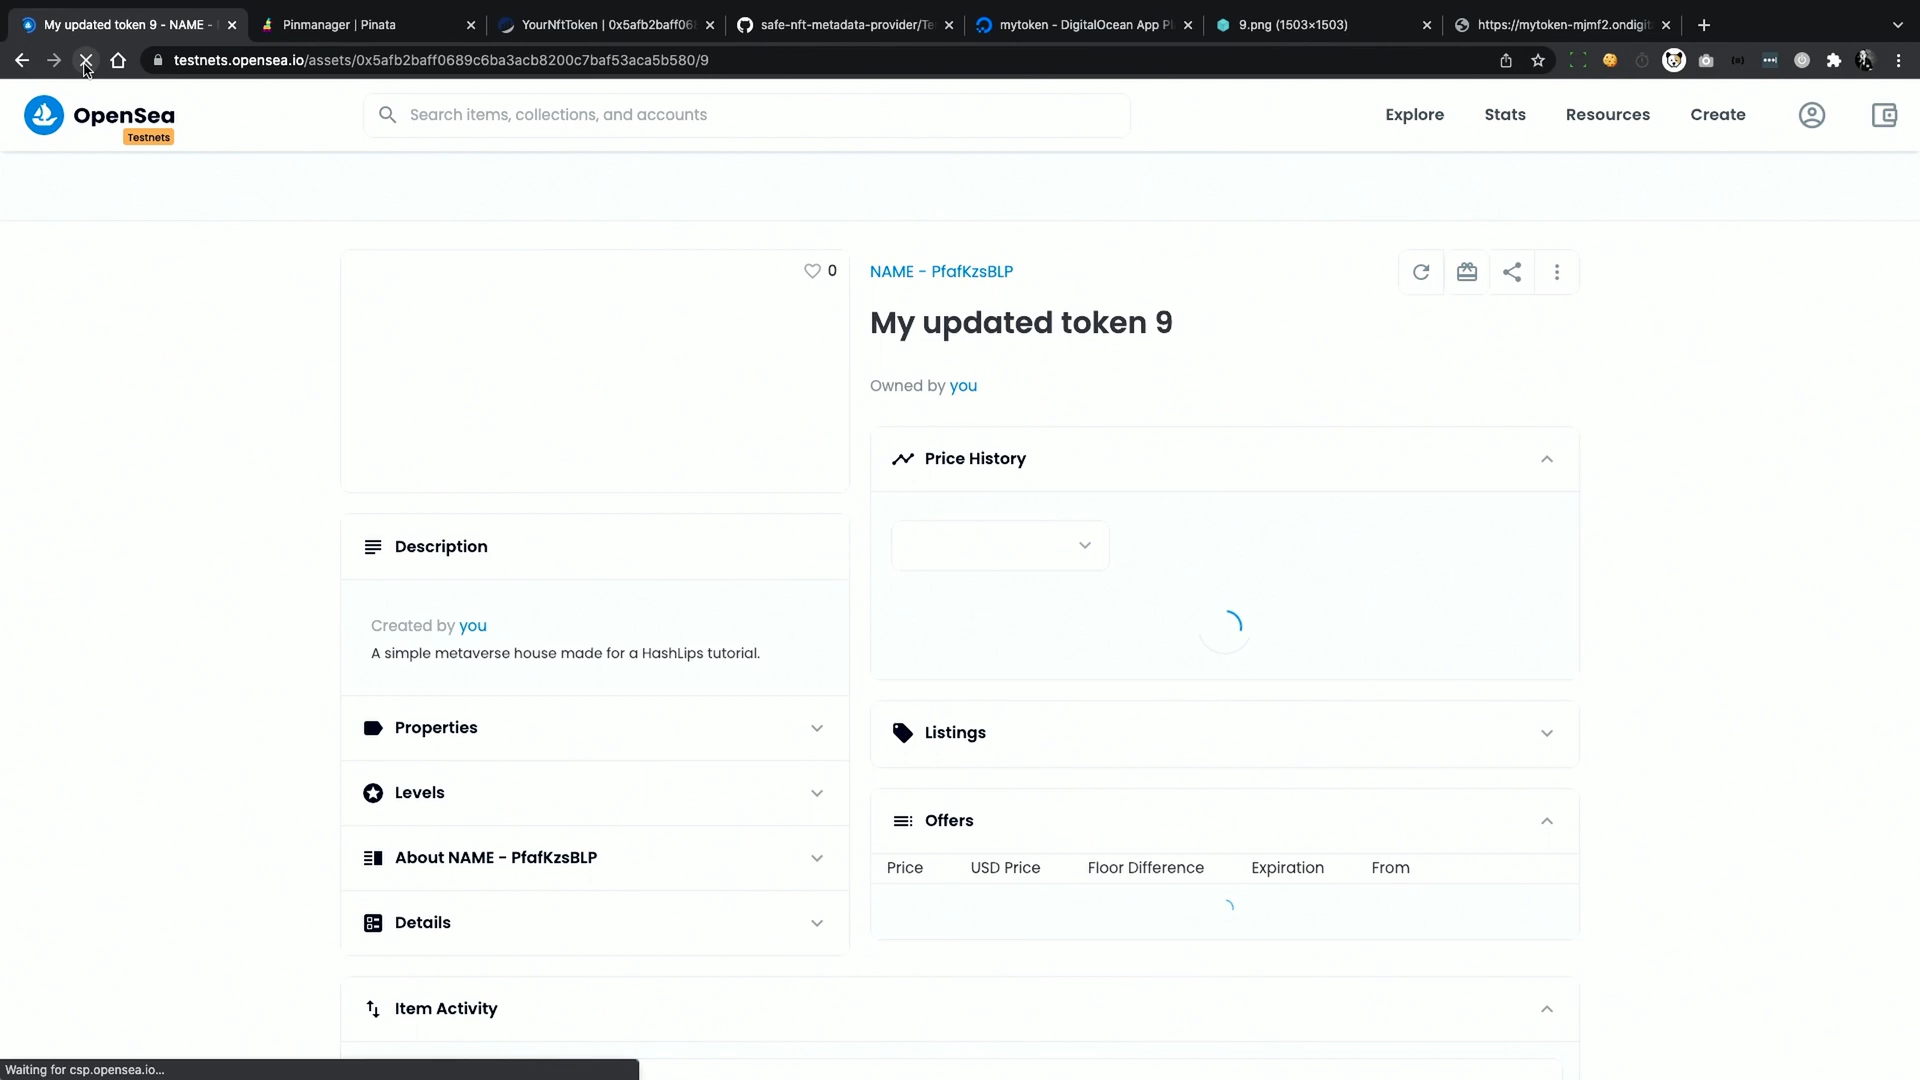 My updated token 9 - NAME -
Pinmanager | Pinata
YourNftToken | 0x5afb2baff068
safe-nft-metadata-provider/Te
mytoken - DigitalOcean App Pl
9.png (1503×1503)
https://mytoken-mjmf2.ondigit
testnets.opensea.io/assets/0x5afb2baff0689c6ba3acb8200c7baf53aca5b580/9
OpenSea
Testnets
Search items, collections, and accounts
Explore
Stats
Resources
Create
0
NAME - PfafKzsBLP
My updated token 9
Owned by you
Price History
Description
Created by you
A simple metaverse house made for a HashLips tutorial.
Properties
Listings
Levels
Offers
About NAME - PfafKzsBLP
Price USD Price Floor Difference Expiration From
Details
Item Activity
Waiting for csp.opensea.io...